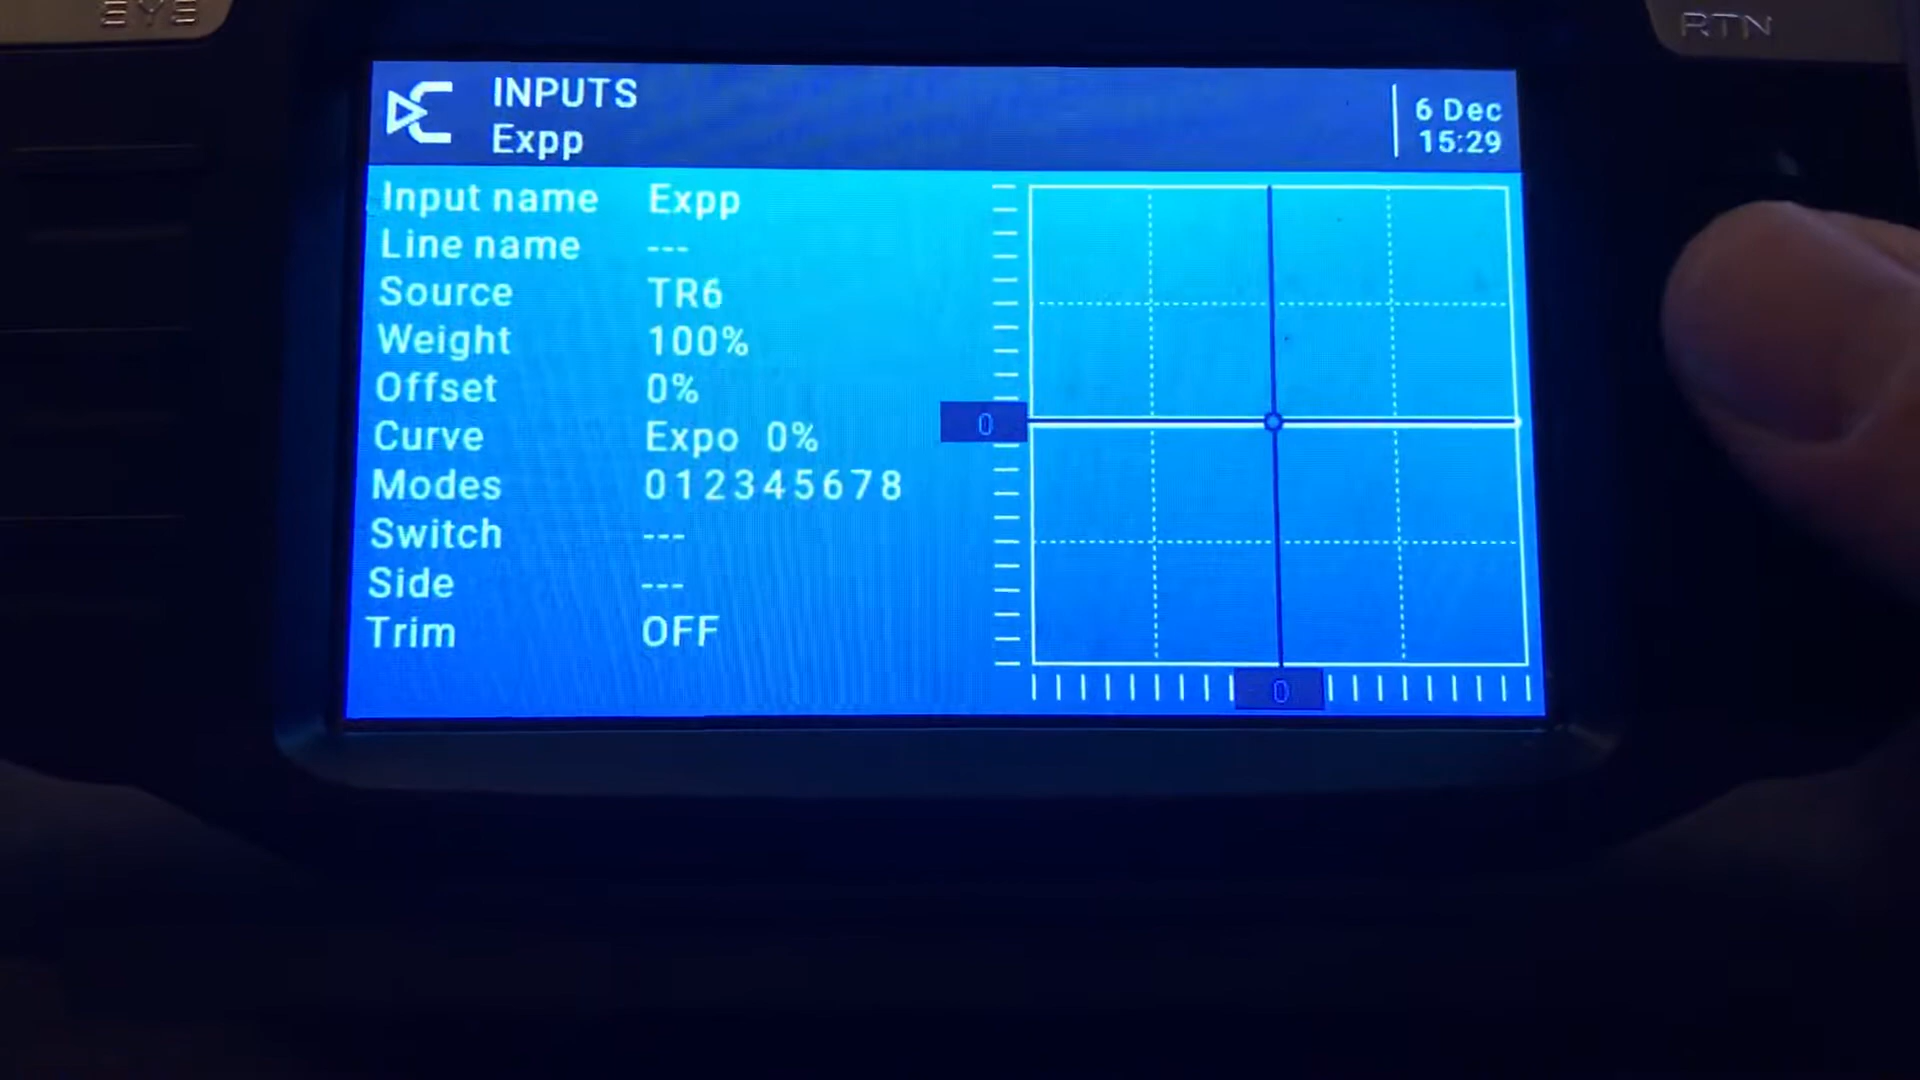 SYS
RTN
INPUTS
Expp
6 Dec
15:29
Input name Expp
Line name ---
Source TR6
Weight 100%
Offset 0%
Curve Expo 0%
Modes 012345678
Switch ---
Side ---
Trim OFF
0
0